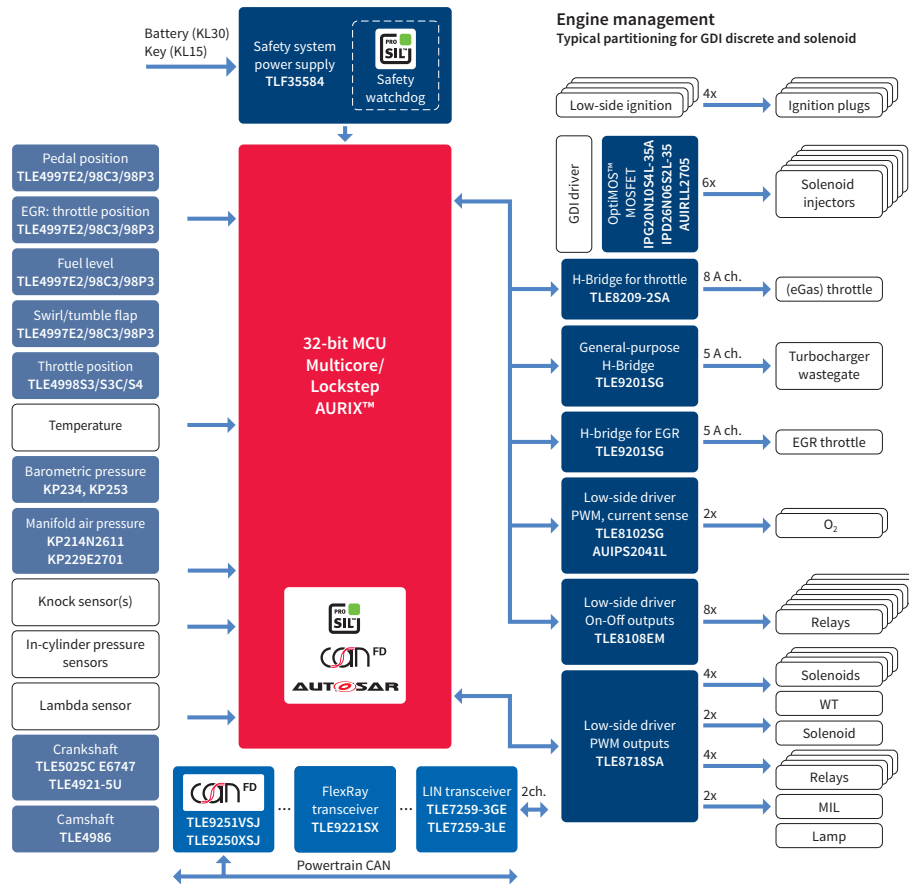 Engine management
Typical partitioning for GDI discrete and solenoid
Battery (KL30)
Key (KL15)
Safety system
power supply
TLF35584
PRO
SIL
Safety
watchdog
Pedal position
TLE4997E2/98C3/98P3
EGR: throttle position
TLE4997E2/98C3/98P3
Fuel level
TLE4997E2/98C3/98P3
Swirl/tumble flap
TLE4997E2/98C3/98P3
Throttle position
TLE4998S3/S3C/S4
Temperature
Barometric pressure
KP234, KP253
Manifold air pressure
KP214N2611
KP229E2701
Knock sensor(s)
In-cylinder pressure
sensors
Lambda sensor
Crankshaft
TLE5025C E6747
TLE4921-5U
Camshaft
TLE4986
32-bit MCU
Multicore/
Lockstep
AURIX™
PRO
SIL
CAN FD
AUTOSAR
CAN FD
TLE9251VSJ
TLE9250XSJ
...
FlexRay
transceiver
TLE9221SX
...
LIN transceiver
TLE7259-3GE
TLE7259-3LE
2ch.
Powertrain CAN
Low-side ignition
4x
Ignition plugs
GDI driver
OptiMOS™
MOSFET
IPG20N10S4L-35A
IPD26N06S2L-35
AUIRLL2705
6x
Solenoid
injectors
H-Bridge for throttle
TLE8209-2SA
8 A ch.
(eGas) throttle
General-purpose
H-Bridge
TLE9201SG
5 A ch.
Turbocharger
wastegate
H-bridge for EGR
TLE9201SG
5 A ch.
EGR throttle
Low-side driver
PWM, current sense
TLE8102SG
AUIPS2041L
2x
O₂
Low-side driver
On-Off outputs
TLE8108EM
8x
Relays
Low-side driver
PWM outputs
TLE8718SA
4x
Solenoids
WT
2x
Solenoid
4x
Relays
2x
MIL
Lamp